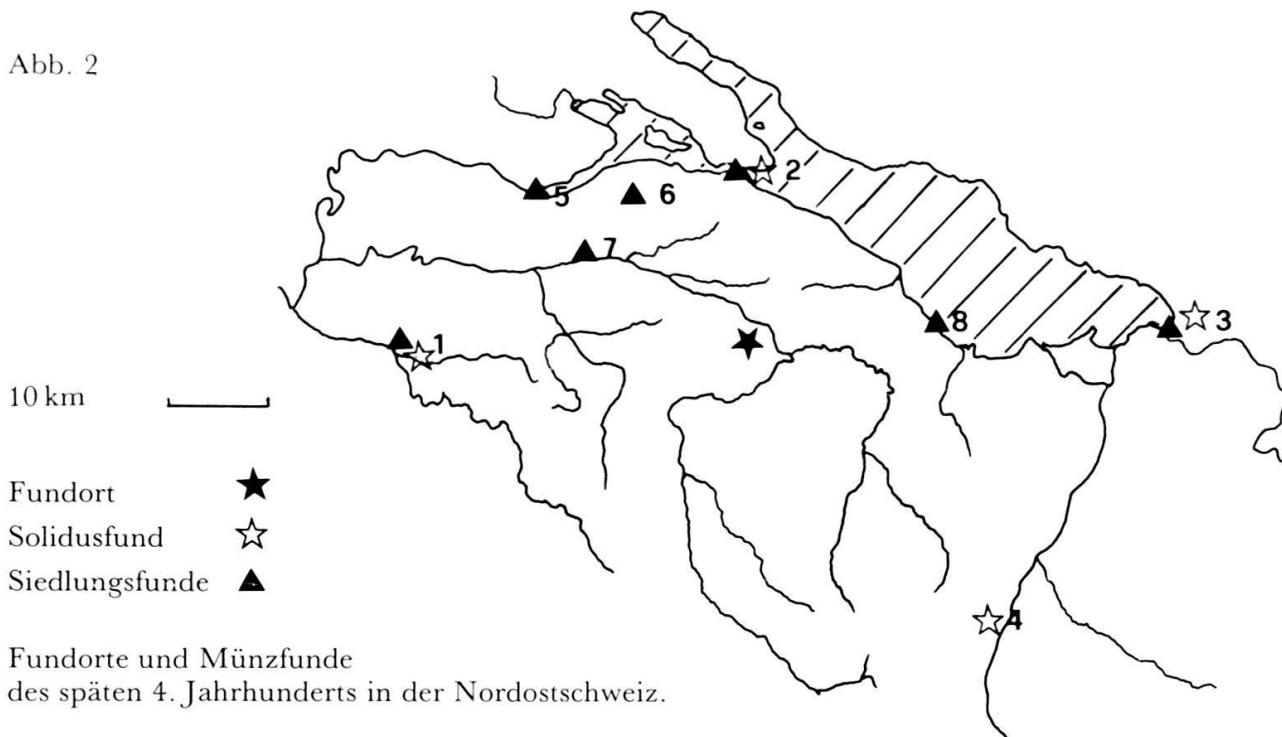 Abb. 2
2
5
6
7
8
3
1
10 km
Fundort
Solidusfund
Siedlungsfunde
4
Fundorte und Münzfunde
des späten 4. Jahrhunderts in der Nordostschweiz.